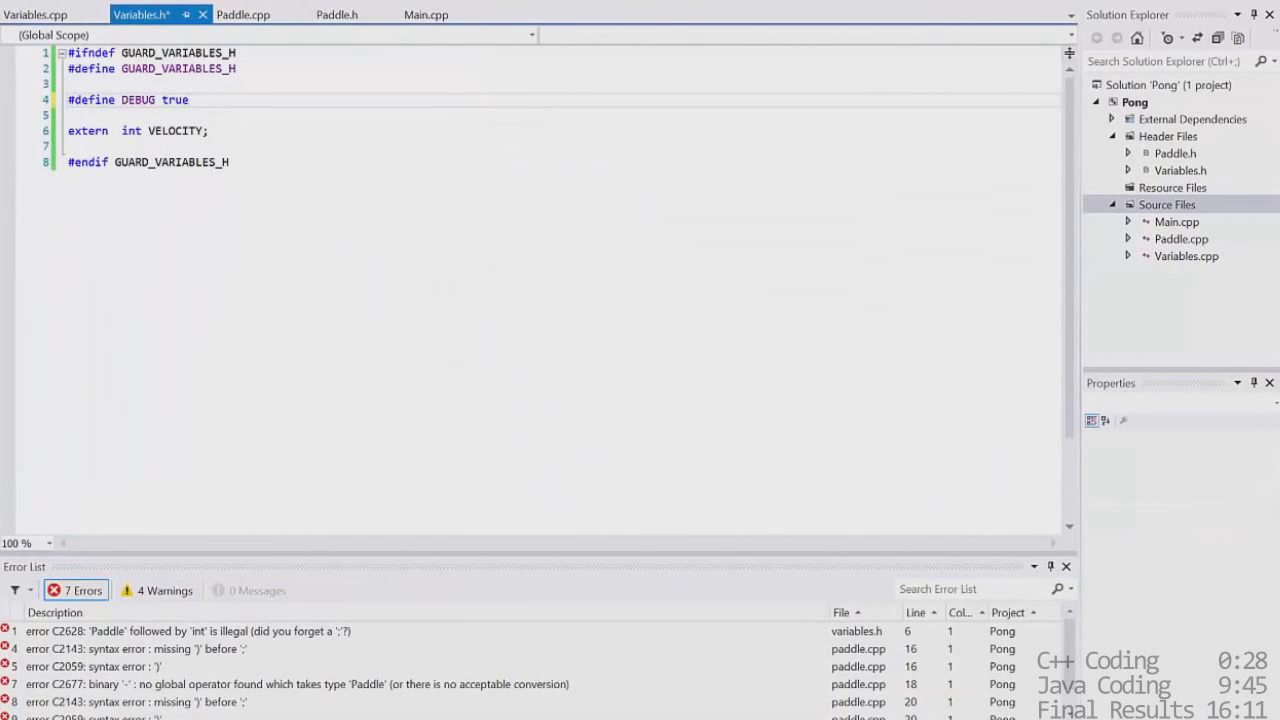 Variables.cpp Variables.h* Paddle.cpp Paddle.h Main.cpp
(Global Scope)
1 #ifndef GUARD_VARIABLES_H
2 #define GUARD_VARIABLES_H
3
4 #define DEBUG true
5
6 extern  int VELOCITY;
7
8 #endif GUARD_VARIABLES_H
100 %
Solution Explorer
Search Solution Explorer (Ctrl+;)
Solution 'Pong' (1 project)
Pong
External Dependencies
Header Files
Paddle.h
Variables.h
Resource Files
Source Files
Main.cpp
Paddle.cpp
Variables.cpp
Properties
Error List
7 Errors 4 Warnings 0 Messages Search Error List
Description File Line Col... Project
1 error C2628: 'Paddle' followed by 'int' is illegal (did you forget a ';'?) variables.h 6 1 Pong
4 error C2143: syntax error : missing ')' before ';' paddle.cpp 16 1 Pong
5 error C2059: syntax error : ')' paddle.cpp 16 1 Pong
7 error C2677: binary '-' : no global operator found which takes type 'Paddle' (or there is no acceptable conversion) paddle.cpp 18 1 Pong
8 error C2143: syntax error : missing ')' before ';' paddle.cpp 20 1 Pong
9 error C2059: syntax error : ')' paddle.cpp 20 1 Pong
C++ Coding 0:28
Java Coding 9:45
Final Results 16:11